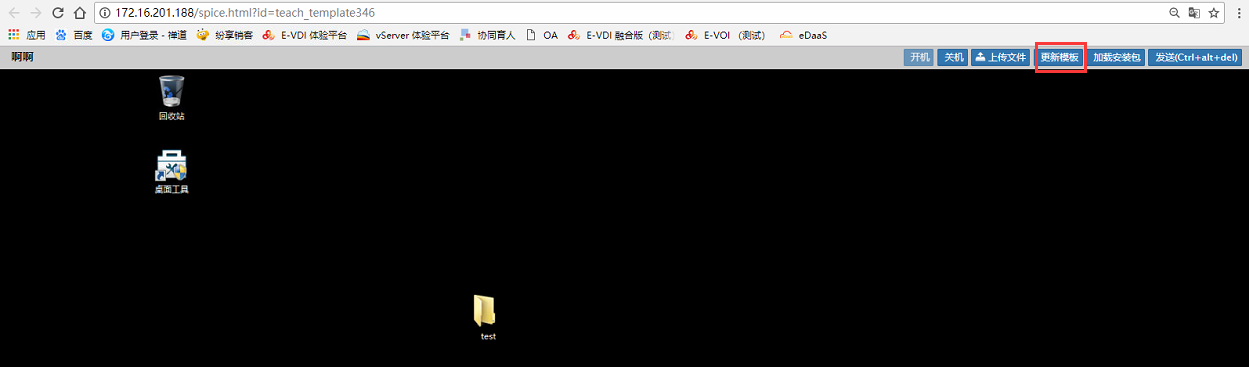 172.16.201.188/spice.html?id=teach_template346
应用 百度 用户登录 - 禅道 纷享销客 E-VDI 体验平台 vServer 体验平台 协同育人 OA E-VDI 融合版（测试） E-VOI （测试） eDaaS
啊啊 开机 关机 上传文件 更新模板 加载安装包 发送(Ctrl+alt+del)
回收站
桌面工具
test